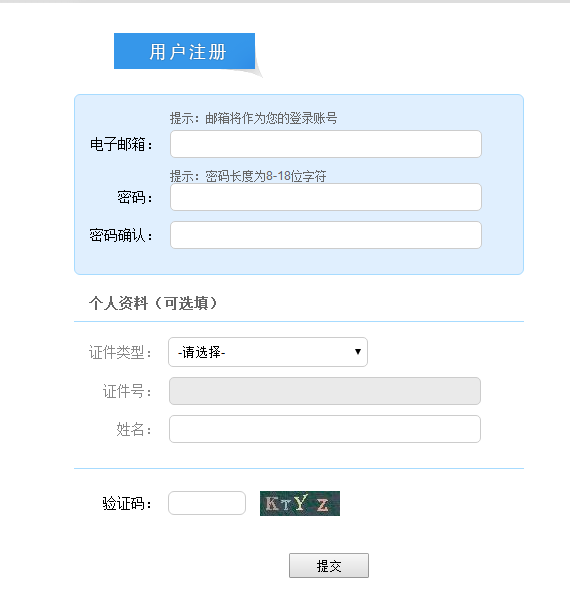 用户注册
提示：邮箱将作为您的登录账号
电子邮箱：
提示：密码长度为8-18位字符
密码：
密码确认：
个人资料（可选填）
证件类型： -请选择-
证件号：
姓名：
验证码： KTYZ
提交